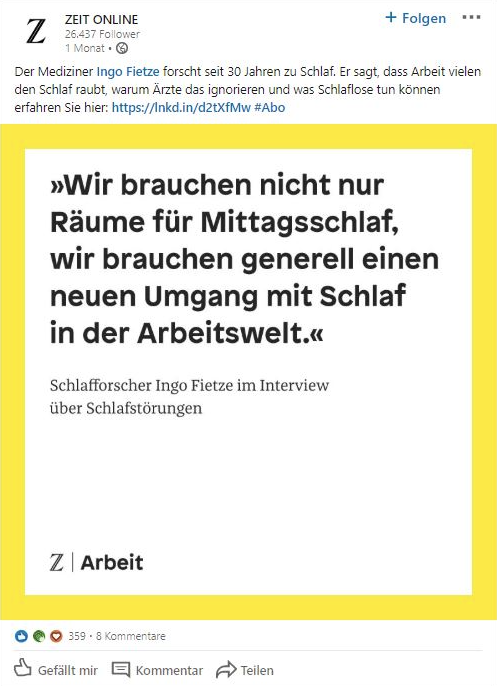 ZEIT ONLINE
+ Folgen
26.437 Follower
1 Monat •
Der Mediziner Ingo Fietze forscht seit 30 Jahren zu Schlaf. Er sagt, dass Arbeit vielen
den Schlaf raubt, warum Ärzte das ignorieren und was Schlaflose tun können
erfahren Sie hier: https://lnkd.in/d2tXfMw #Abo
»Wir brauchen nicht nur
Räume für Mittagsschlaf,
wir brauchen generell einen
neuen Umgang mit Schlaf
in der Arbeitswelt.«
Schlafforscher Ingo Fietze im Interview
über Schlafstörungen
Z | Arbeit
359 • 8 Kommentare
Gefällt mir Kommentar Teilen